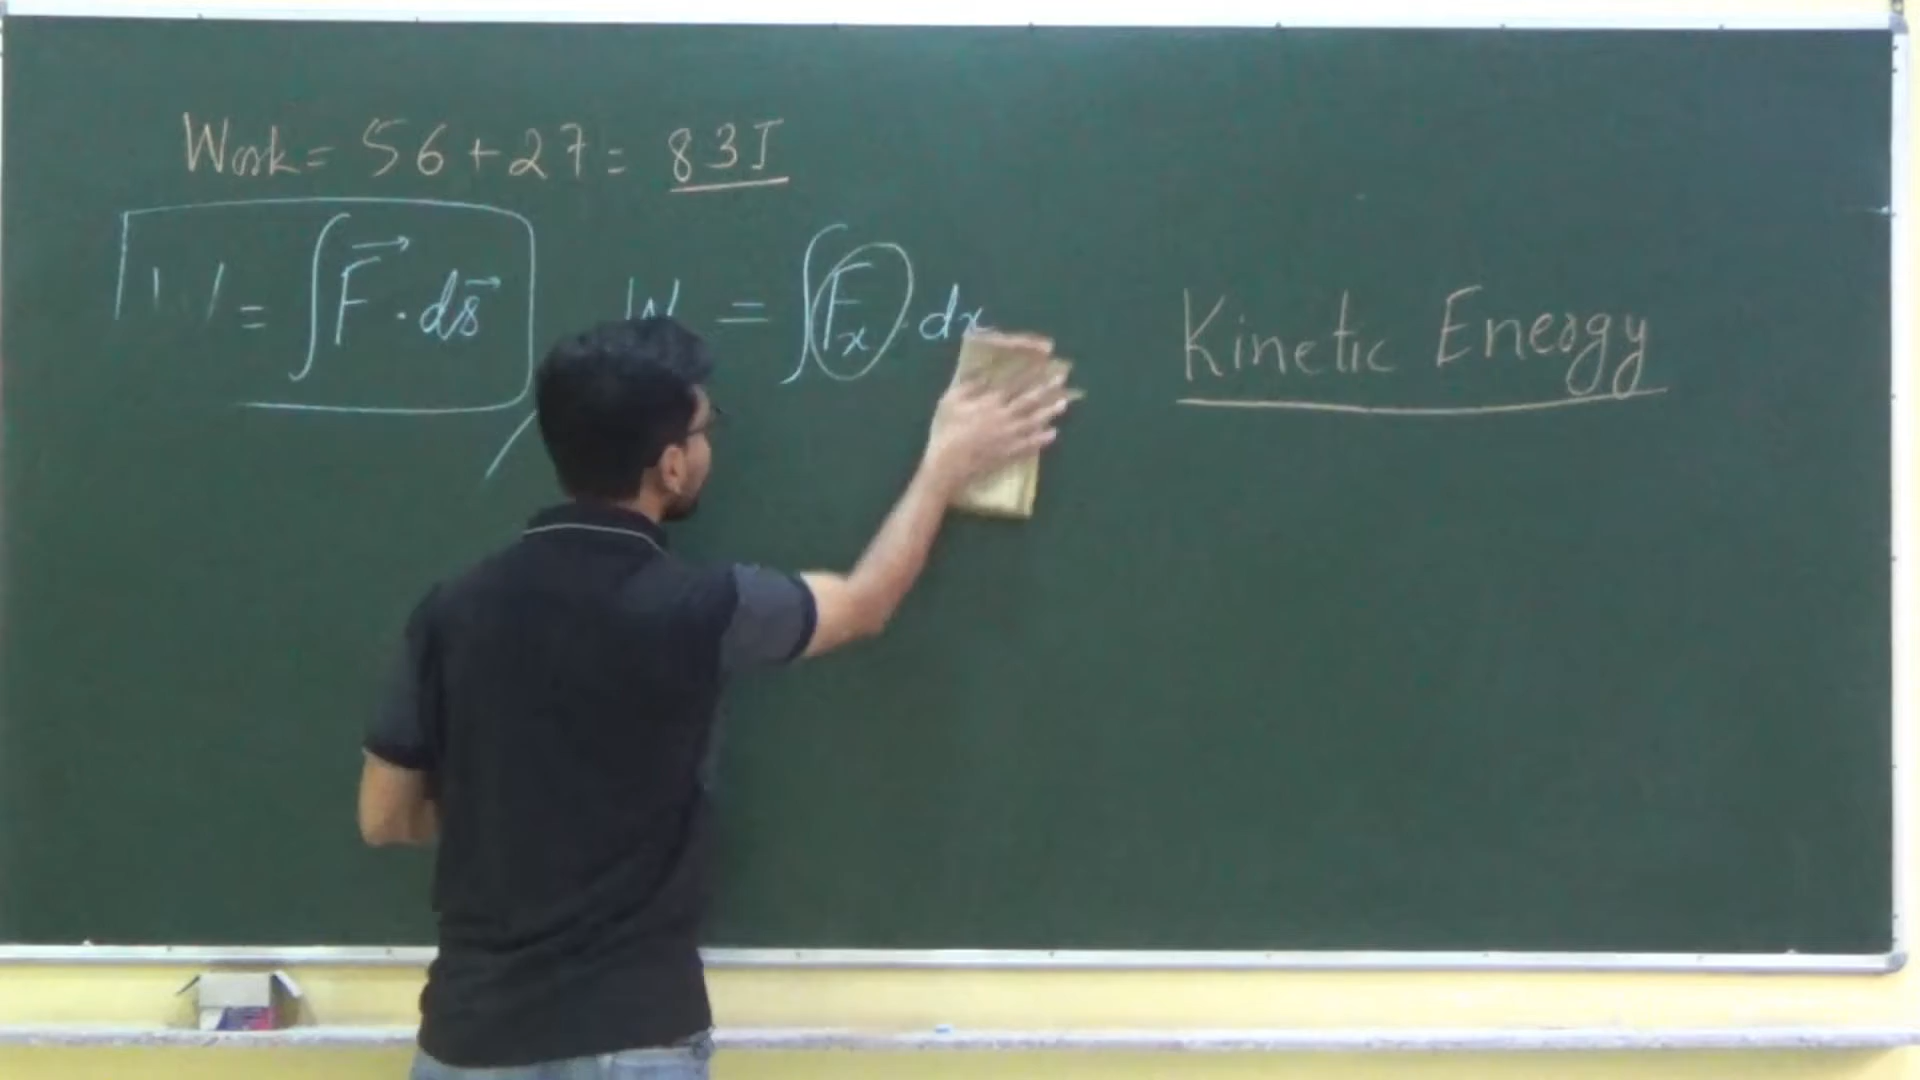 Work = 56 + 27 = 83J
W = ∫F⃗ · ds⃗
W = ∫Fx · dx
Kinetic Energy